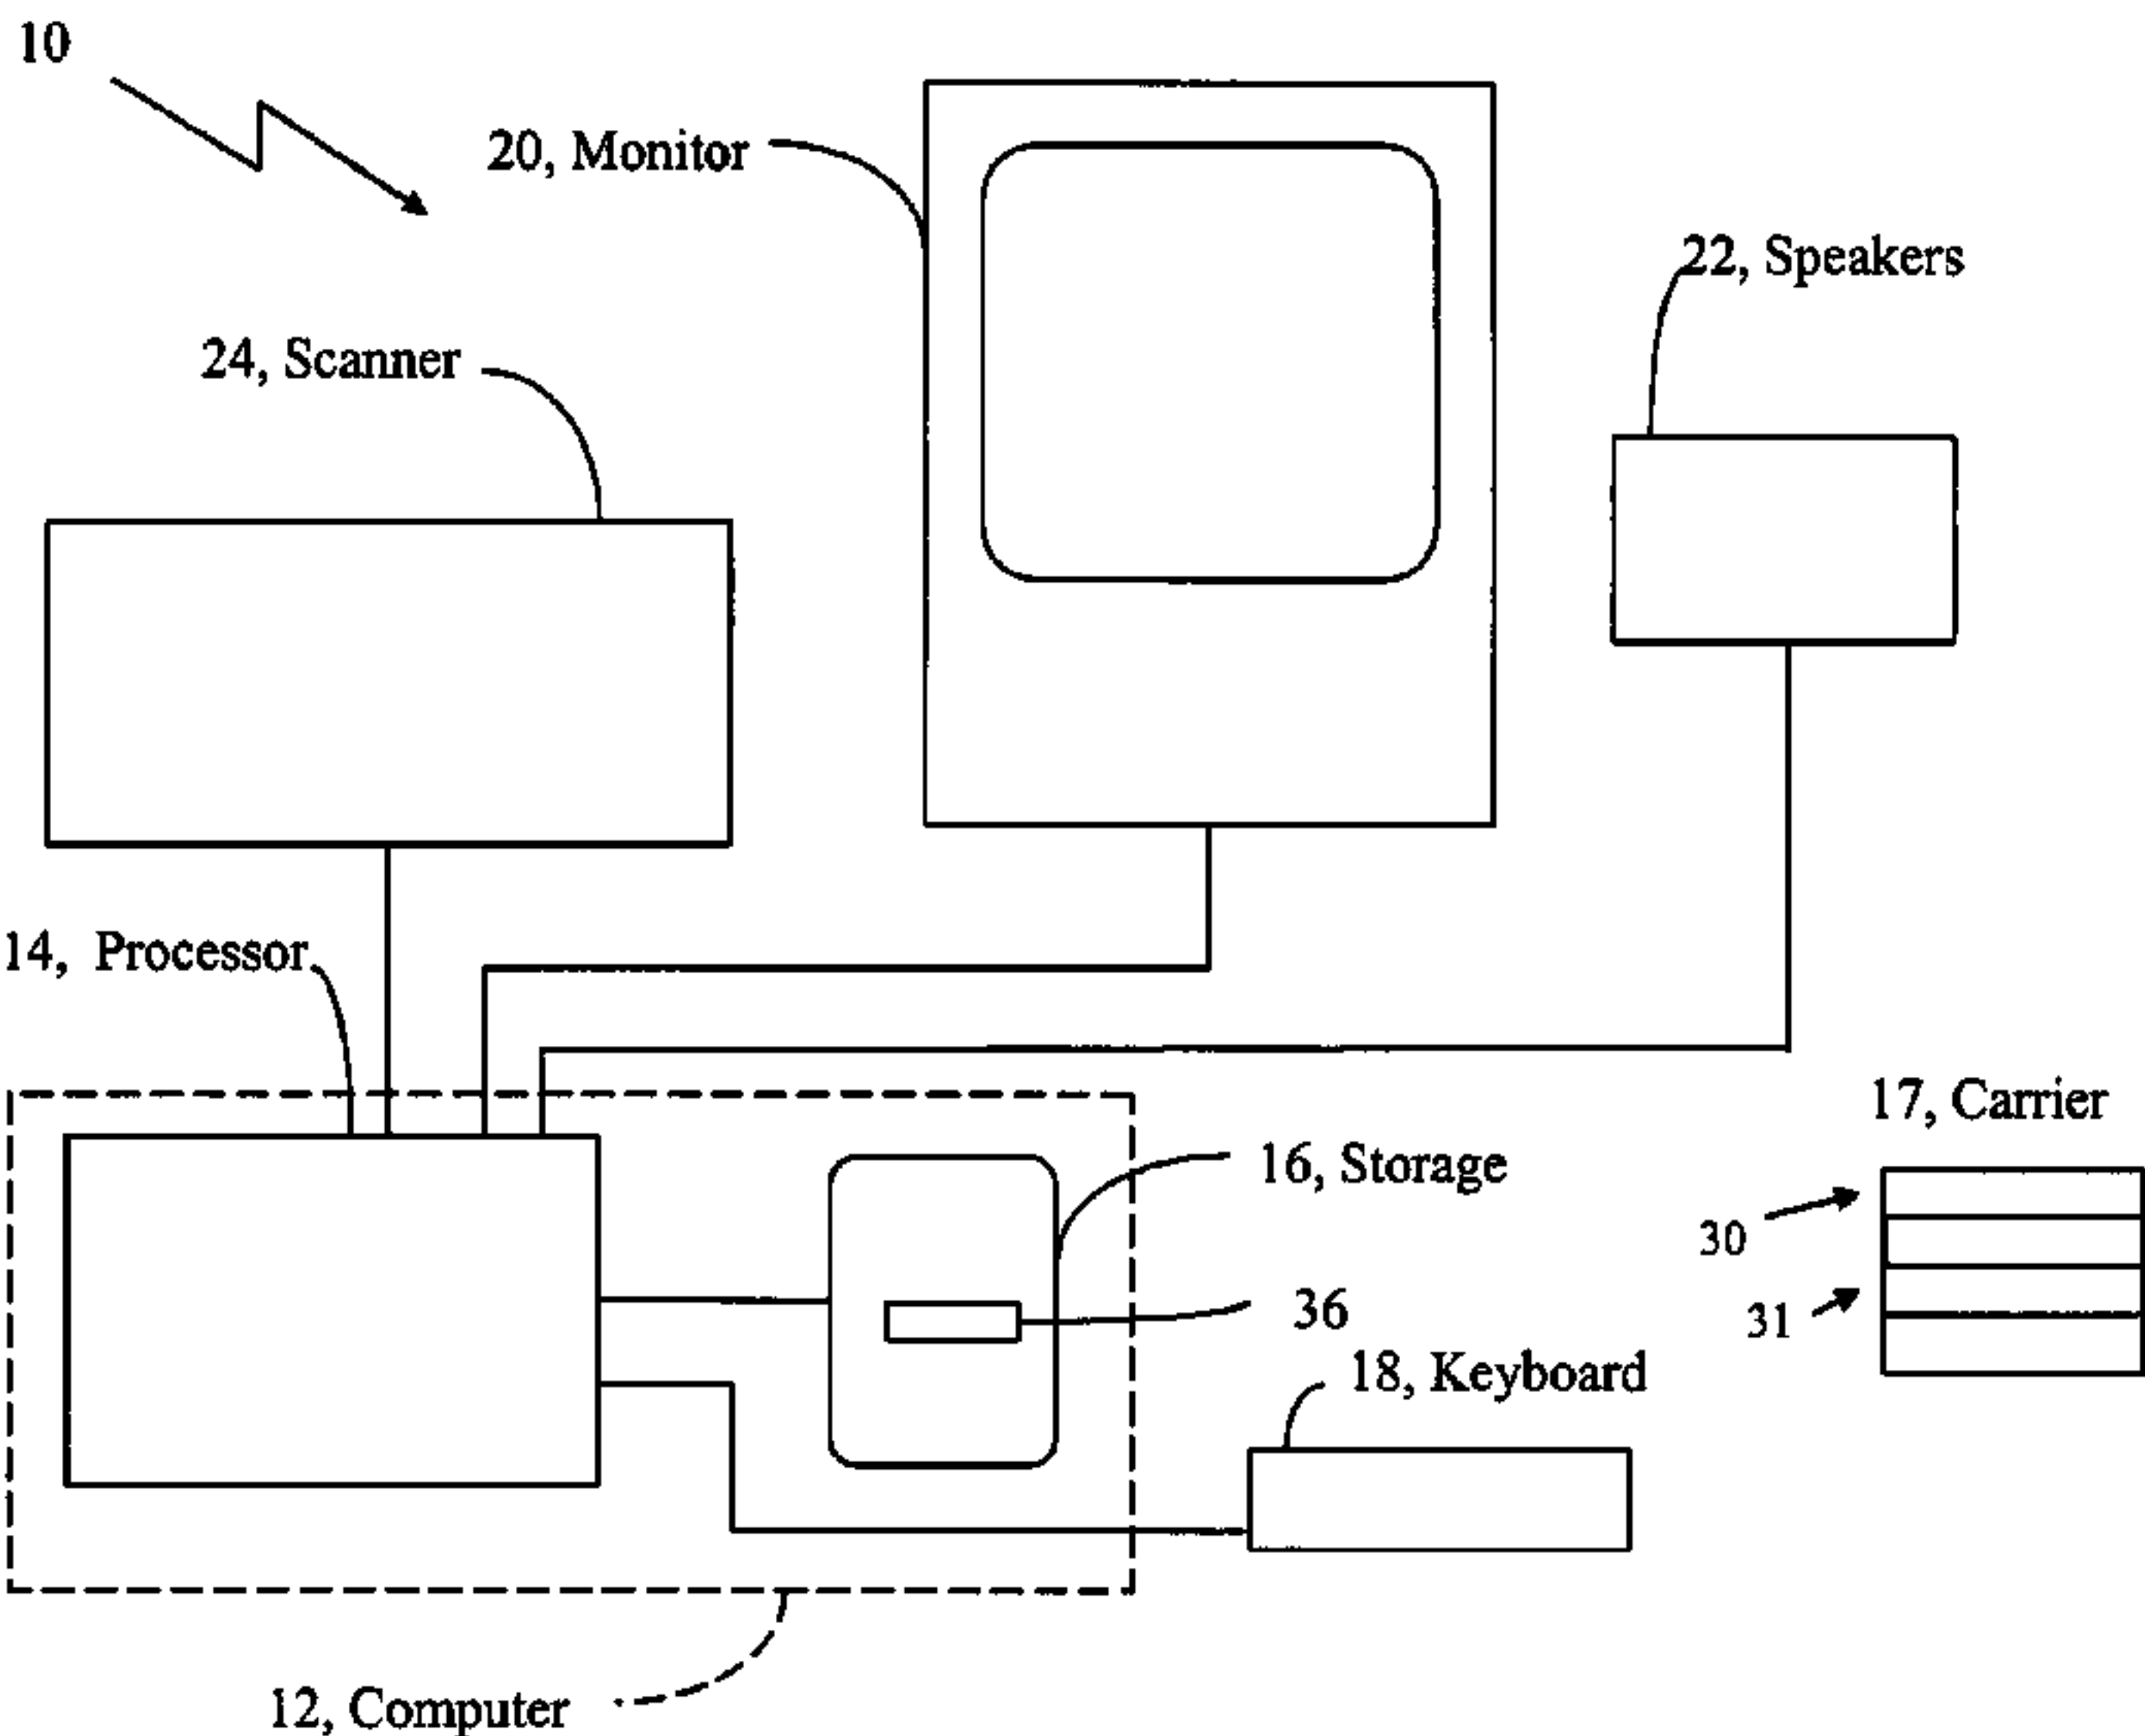 10
20, Monitor
22, Speakers
24, Scanner
14, Processor
17, Carrier
16, Storage
30
36
31
18, Keyboard
12, Computer